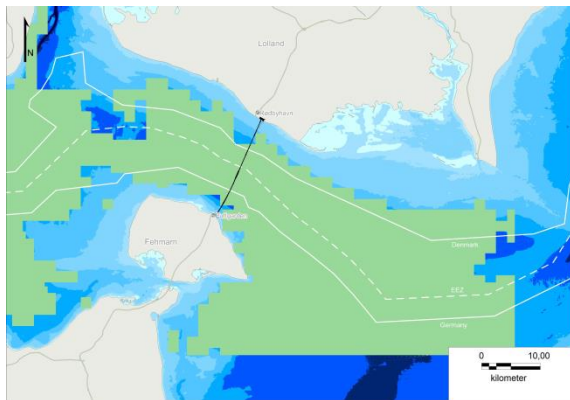 N
Lolland
Rødbyhavn
Puttgarden
Fehmarn
Denmark
EEZ
Germany
0 10,00
kilometer